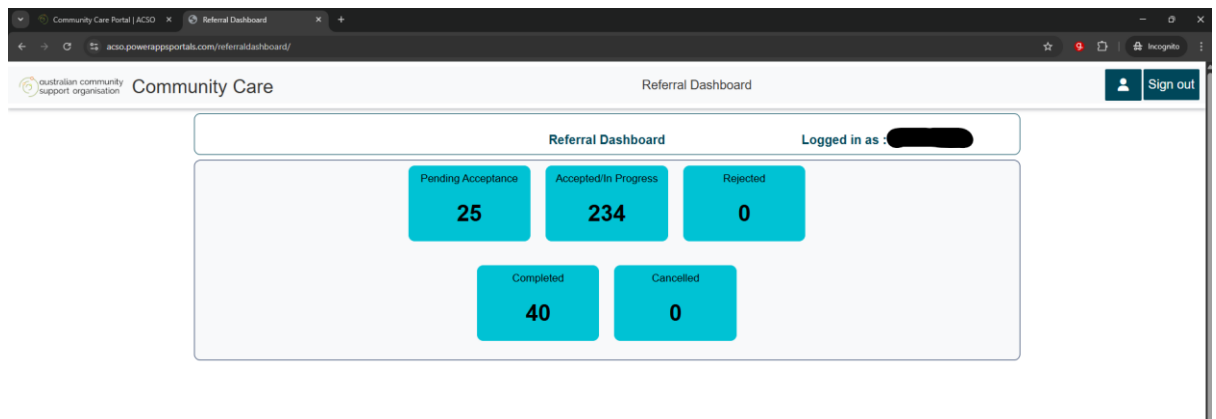 Community Care Portal | ACSO
Referral Dashboard
acso.powerappsportals.com/referraldashboard/
Incognito
australian community
support organisation
Community Care
Referral Dashboard
Sign out
Referral Dashboard
Logged in as :
Pending Acceptance
Accepted/In Progress
Rejected
25
234
0
Completed
Cancelled
40
0